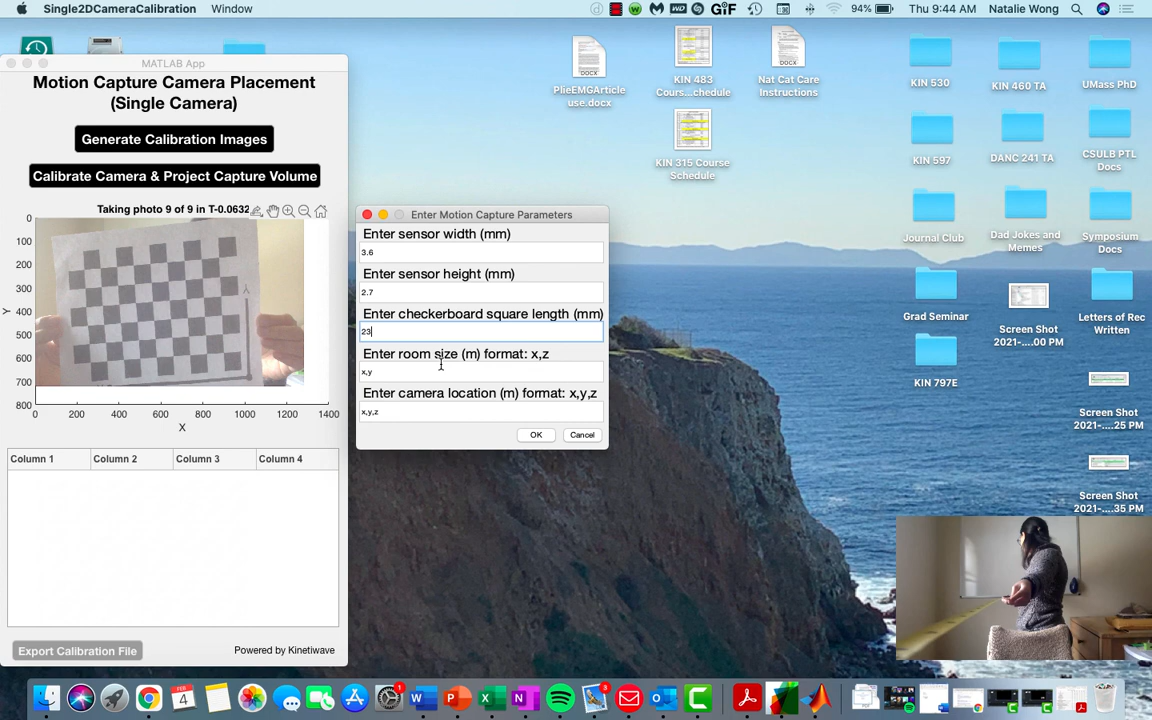 Single2DCameraCalibration Window
GIF 94% Thu 9:44 AM Natalie Wong
MATLAB App
Motion Capture Camera Placement
(Single Camera)
Generate Calibration Images
Calibrate Camera & Project Capture Volume
Taking photo 9 of 9 in T-0.0632
0
100
200
300
400
500
600
700
800
Y
0 200 400 600 800 1000 1200 1400
X
Column 1 Column 2 Column 3 Column 4
Export Calibration File
Powered by Kinetiwave
Enter Motion Capture Parameters
Enter sensor width (mm)
3.6
Enter sensor height (mm)
2.7
Enter checkerboard square length (mm)
23
Enter room size (m) format: x,z
x,y
Enter camera location (m) format: x,y,z
x,y,z
OK Cancel
DOCX
PlieEMGArticle
use.docx
KIN 483
Cours...chedule
DOCX
Nat Cat Care
Instructions
KIN 315 Course
Schedule
KIN 530
KIN 460 TA
UMass PhD
KIN 597
DANC 241 TA
CSULB PTL
Docs
Journal Club
Dad Jokes and
Memes
Symposium
Docs
Grad Seminar
Screen Shot
2021-....00 PM
Letters of Rec
Written
KIN 797E
Screen Shot
2021-....25 PM
Screen Shot
2021-....35 PM
FEB
4
1
3